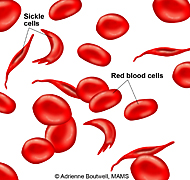 Sickle
cells
Red blood cells
© Adrienne Boutwell, MAMS